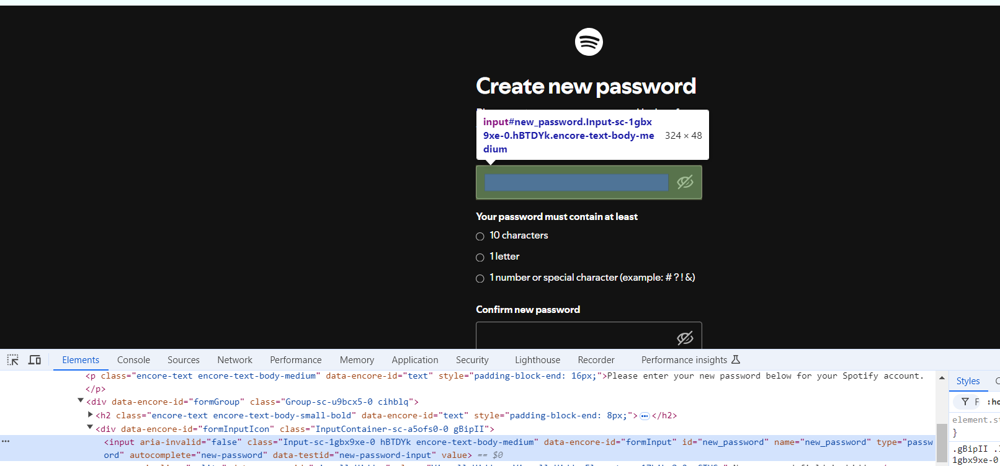 Create new password
input#new_password.Input-sc-1gbx
9xe-0.hBTDYk.encore-text-body-me
dium
324 × 48
Your password must contain at least
10 characters
1 letter
1 number or special character (example: # ? ! &)
Confirm new password
Elements Console Sources Network Performance Memory Application Security Lighthouse Recorder Performance insights
<p class="encore-text encore-text-body-medium" data-encore-id="text" style="padding-block-end: 16px;">Please enter your new password below for your Spotify account.
</p>
<div data-encore-id="formGroup" class="Group-sc-u9bcx5-0 cihblq">
<h2 class="encore-text encore-text-body-small-bold" data-encore-id="text" style="padding-block-end: 8px;">…</h2>
<div data-encore-id="formInputIcon" class="InputContainer-sc-a5ofs0-0 gBipII">
<input aria-invalid="false" class="Input-sc-1gbx9xe-0 hBTDYk encore-text-body-medium" data-encore-id="formInput" id="new_password" name="new_password" type="passw
ord" autocomplete="new-password" data-testid="new-password-input" value> == $0
Styles
F :ho
element.s
}
.gBipII .
1gbx9xe-0